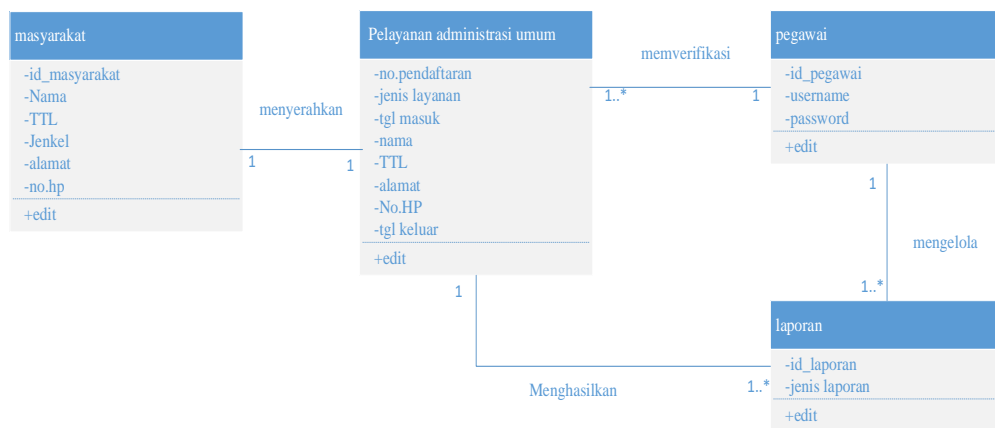 masyarakat
-id_masyarakat
-Nama
-TTL
-Jenkel
-alamat
-no.hp
+edit
menyerahkan
1
1
Pelayanan administrasi umum
-no.pendaftaran
-jenis layanan
-tgl masuk
-nama
-TTL
-alamat
-No.HP
-tgl keluar
+edit
memverifikasi
1..*
1
pegawai
-id_pegawai
-username
-password
+edit
1
mengelola
1..*
1
Menghasilkan
1..*
laporan
-id_laporan
-jenis laporan
+edit